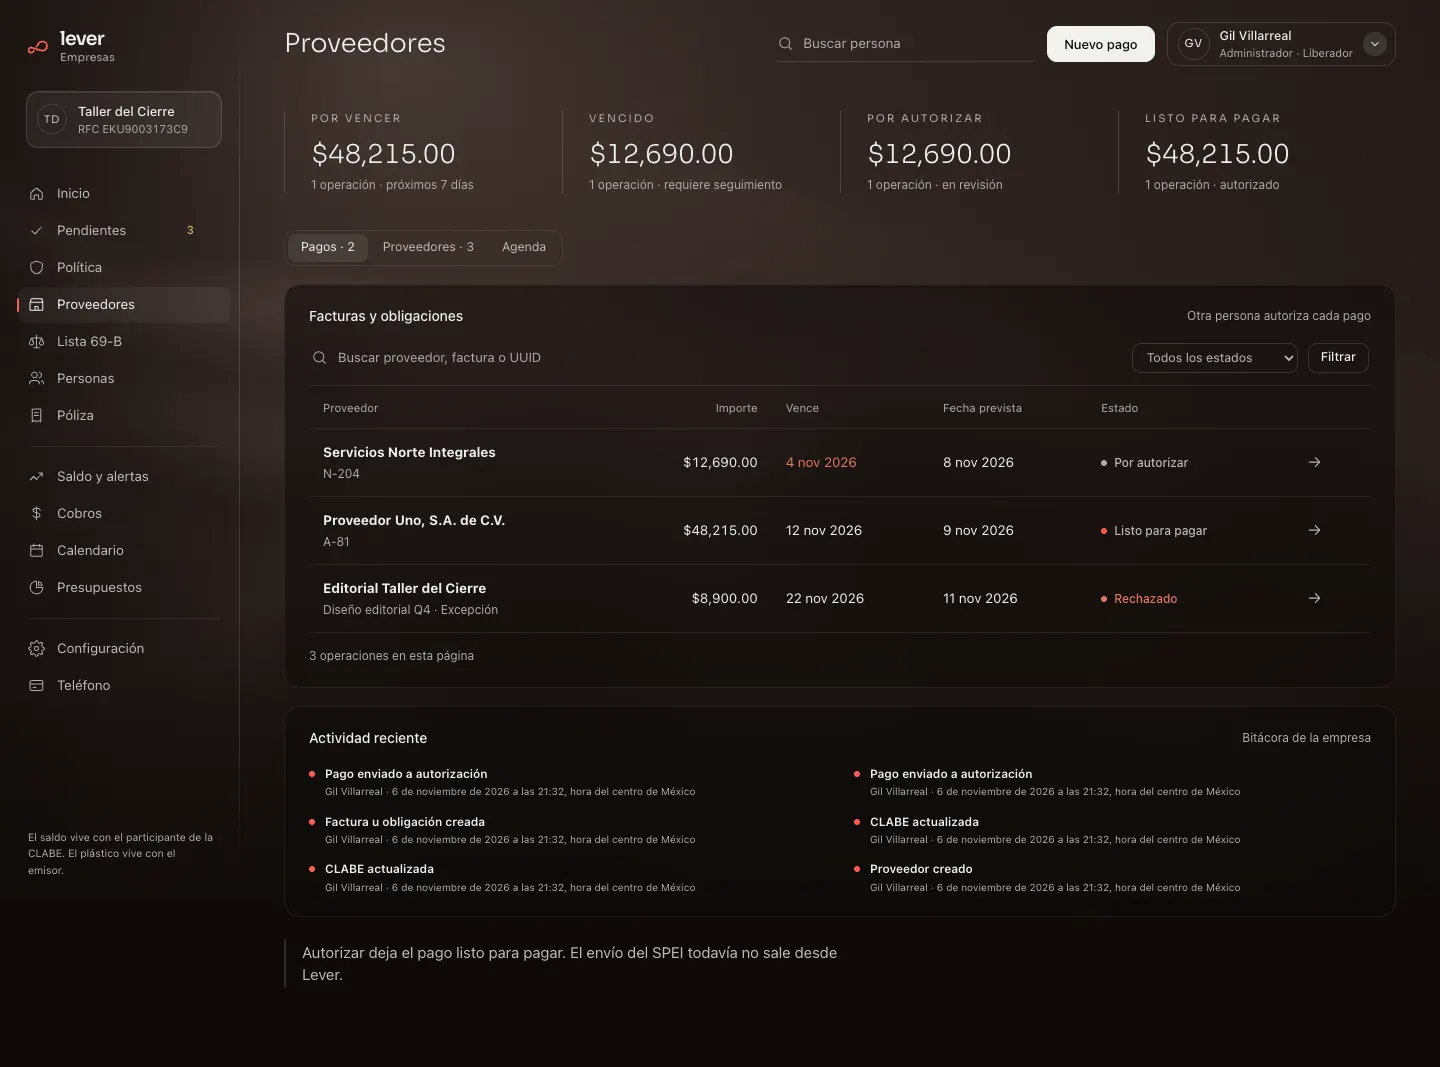 lever
Empresas
TD
Taller del Cierre
RFC EKU9003173C9
Inicio
Pendientes 3
Política
Proveedores
Lista 69-B
Personas
Póliza
Saldo y alertas
Cobros
Calendario
Presupuestos
Configuración
Teléfono
El saldo vive con el participante de la
CLABE. El plástico vive con el
emisor.
Proveedores
Buscar persona
Nuevo pago
GV
Gil Villarreal
Administrador · Liberador
POR VENCER
$48,215.00
1 operación · próximos 7 días
VENCIDO
$12,690.00
1 operación · requiere seguimiento
POR AUTORIZAR
$12,690.00
1 operación · en revisión
LISTO PARA PAGAR
$48,215.00
1 operación · autorizado
Pagos · 2 Proveedores · 3 Agenda
Facturas y obligaciones Otra persona autoriza cada pago
Buscar proveedor, factura o UUID Todos los estados Filtrar
Proveedor Importe Vence Fecha prevista Estado
Servicios Norte Integrales
N-204
$12,690.00 4 nov 2026 8 nov 2026 Por autorizar
Proveedor Uno, S.A. de C.V.
A-81
$48,215.00 12 nov 2026 9 nov 2026 Listo para pagar
Editorial Taller del Cierre
Diseño editorial Q4 · Excepción
$8,900.00 22 nov 2026 11 nov 2026 Rechazado
3 operaciones en esta página
Actividad reciente Bitácora de la empresa
Pago enviado a autorización
Gil Villarreal · 6 de noviembre de 2026 a las 21:32, hora del centro de México
Pago enviado a autorización
Gil Villarreal · 6 de noviembre de 2026 a las 21:32, hora del centro de México
Factura u obligación creada
Gil Villarreal · 6 de noviembre de 2026 a las 21:32, hora del centro de México
CLABE actualizada
Gil Villarreal · 6 de noviembre de 2026 a las 21:32, hora del centro de México
CLABE actualizada
Gil Villarreal · 6 de noviembre de 2026 a las 21:32, hora del centro de México
Proveedor creado
Gil Villarreal · 6 de noviembre de 2026 a las 21:32, hora del centro de México
Autorizar deja el pago listo para pagar. El envío del SPEI todavía no sale desde
Lever.